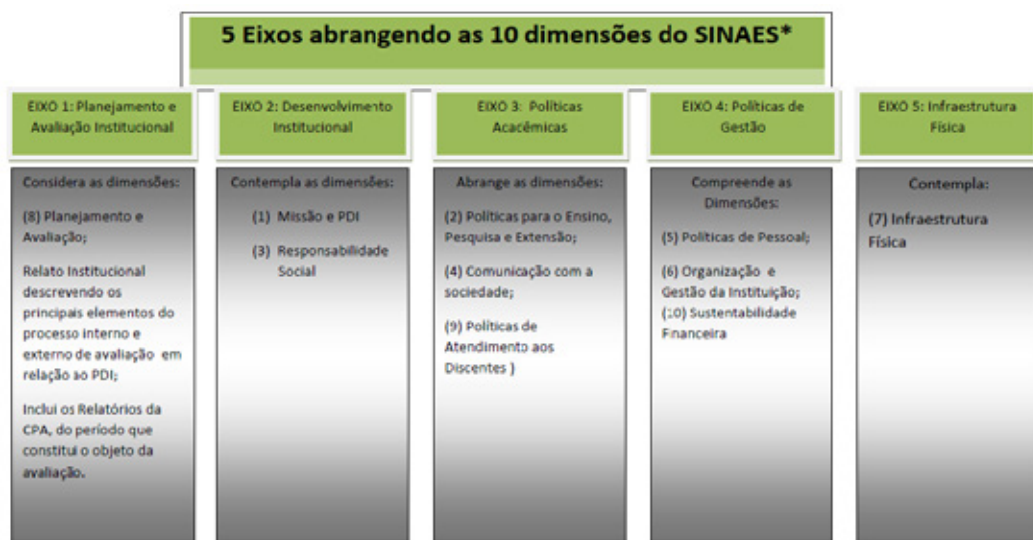 5 Eixos abrangendo as 10 dimensões do SINAES*
EIXO 1: Planejamento e
Avaliação Institucional
Considera as dimensões:
(8) Planejamento e
Avaliação;
Relato Institucional
descrevendo os
principais elementos do
processo interno e
externo de avaliação em
relação ao PDI;
Inclui os Relatórios da
CPA, do período que
constitui o objeto da
avaliação.
EIXO 2: Desenvolvimento
Institucional
Contempla as dimensões:
(1) Missão e PDI
(3) Responsabilidade
Social
EIXO 3: Políticas
Acadêmicas
Abrange as dimensões:
(2) Políticas para o Ensino,
Pesquisa e Extensão;
(4) Comunicação com a
sociedade;
(9) Políticas de
Atendimento aos
Discentes )
EIXO 4: Políticas de
Gestão
Compreende as
Dimensões:
(5) Políticas de Pessoal;
(6) Organização e
Gestão da Instituição;
(10) Sustentabilidade
Financeira
EIXO 5: Infraestrutura
Física
Contempla:
(7) Infraestrutura
Física